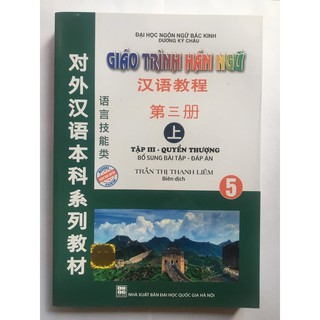 ĐẠI HỌC NGÔN NGỮ BẮC KINH
DƯƠNG KÝ CHÂU
GIÁO TRÌNH HÁN NGỮ
汉语教程
第三册
上
TẬP III - QUYỂN THƯỢNG
BỔ SUNG BÀI TẬP - ĐÁP ÁN
TRẦN THỊ THANH LIÊM
Biên dịch
5
对外汉语本科系列教材
语言技能类
NHÀ XUẤT BẢN ĐẠI HỌC QUỐC GIA HÀ NỘI